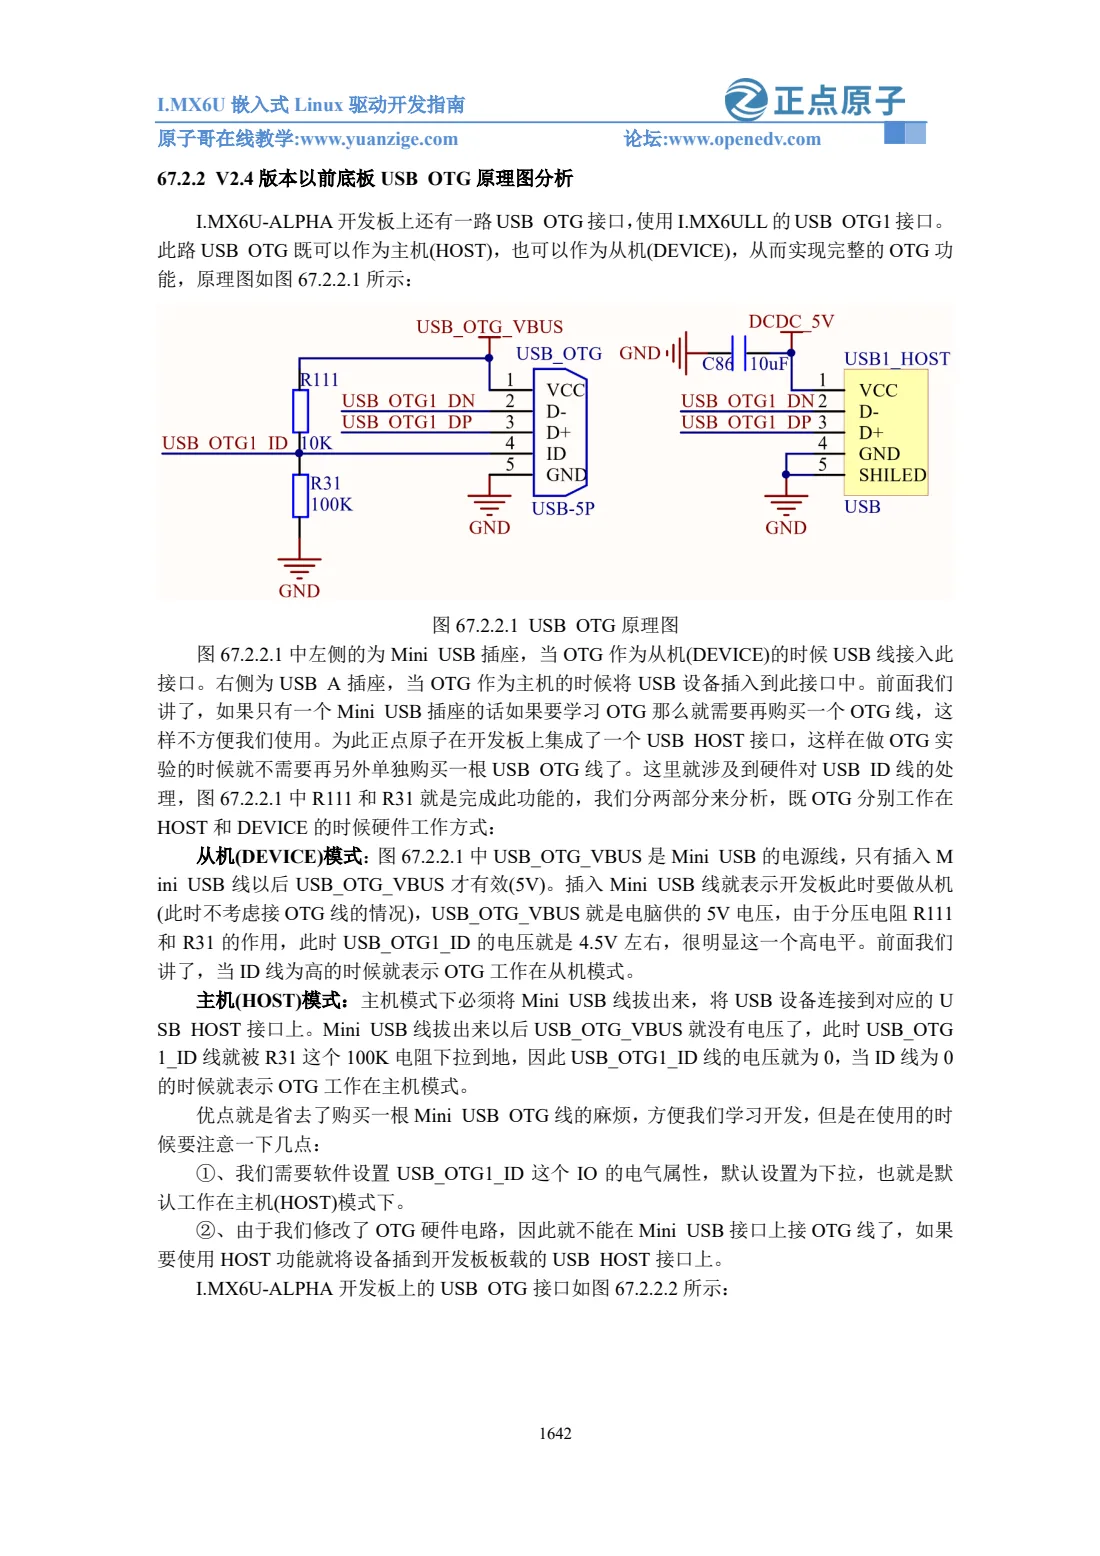 I.MX6U 嵌入式 Linux 驱动开发指南
正点原子
原子哥在线教学:www.yuanzige.com 论坛:www.openedv.com
67.2.2 V2.4 版本以前底板 USB OTG 原理图分析
I.MX6U-ALPHA 开发板上还有一路 USB OTG 接口，使用 I.MX6ULL 的 USB OTG1 接口。
此路 USB OTG 既可以作为主机(HOST)，也可以作为从机(DEVICE)，从而实现完整的 OTG 功
能，原理图如图 67.2.2.1 所示：
USB_OTG_VBUS
R111
10K
USB_OTG1_ID
R31
100K
GND
USB_OTG
USB_OTG1_DN
USB_OTG1_DP
1 VCC
2 D-
3 D+
4 ID
5 GND
USB-5P
GND
DCDC_5V
GND
C86
10uF
USB1_HOST
USB_OTG1_DN
USB_OTG1_DP
1 VCC
2 D-
3 D+
4 GND
5 SHILED
USB
GND
图 67.2.2.1 USB OTG 原理图
图 67.2.2.1 中左侧的为 Mini USB 插座，当 OTG 作为从机(DEVICE)的时候 USB 线接入此
接口。右侧为 USB A 插座，当 OTG 作为主机的时候将 USB 设备插入到此接口中。前面我们
讲了，如果只有一个 Mini USB 插座的话如果要学习 OTG 那么就需要再购买一个 OTG 线，这
样不方便我们使用。为此正点原子在开发板上集成了一个 USB HOST 接口，这样在做 OTG 实
验的时候就不需要再另外单独购买一根 USB OTG 线了。这里就涉及到硬件对 USB ID 线的处
理，图 67.2.2.1 中 R111 和 R31 就是完成此功能的，我们分两部分来分析，既 OTG 分别工作在
HOST 和 DEVICE 的时候硬件工作方式：
从机(DEVICE)模式：图 67.2.2.1 中 USB_OTG_VBUS 是 Mini USB 的电源线，只有插入 M
ini USB 线以后 USB_OTG_VBUS 才有效(5V)。插入 Mini USB 线就表示开发板此时要做从机
(此时不考虑接 OTG 线的情况)，USB_OTG_VBUS 就是电脑供的 5V 电压，由于分压电阻 R111
和 R31 的作用，此时 USB_OTG1_ID 的电压就是 4.5V 左右，很明显这一个高电平。前面我们
讲了，当 ID 线为高的时候就表示 OTG 工作在从机模式。
主机(HOST)模式：主机模式下必须将 Mini USB 线拔出来，将 USB 设备连接到对应的 U
SB HOST 接口上。Mini USB 线拔出来以后 USB_OTG_VBUS 就没有电压了，此时 USB_OTG
1_ID 线就被 R31 这个 100K 电阻下拉到地，因此 USB_OTG1_ID 线的电压就为 0，当 ID 线为 0
的时候就表示 OTG 工作在主机模式。
优点就是省去了购买一根 Mini USB OTG 线的麻烦，方便我们学习开发，但是在使用的时
候要注意一下几点：
①、我们需要软件设置 USB_OTG1_ID 这个 IO 的电气属性，默认设置为下拉，也就是默
认工作在主机(HOST)模式下。
②、由于我们修改了 OTG 硬件电路，因此就不能在 Mini USB 接口上接 OTG 线了，如果
要使用 HOST 功能就将设备插到开发板板载的 USB HOST 接口上。
I.MX6U-ALPHA 开发板上的 USB OTG 接口如图 67.2.2.2 所示：
1642